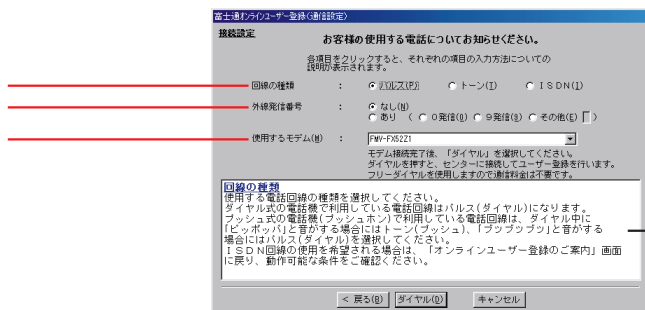 富士通オンラインユーザー登録(通信設定)
接続設定
お客様の使用する電話についてお知らせください。
各項目をクリックすると、それぞれの項目の入力方法についての
説明が表示されます。
回線の種類 : パルス(P) トーン(T) ISDN(I)
外線発信番号 : なし(N)
あり ( 0発信(0) 9発信(9) その他(E) )
使用するモデム(M) : FMV-FX52Z1
モデム接続完了後、「ダイヤル」を選択してください。
ダイヤルを押すと、センターに接続してユーザー登録を行います。
フリーダイヤルを使用しますので通信料金は不要です。
回線の種類
使用する電話回線の種類を選択してください。
ダイヤル式の電話機で利用している電話回線はパルス(ダイヤル)になります。
プッシュ式の電話機(プッシュホン)で利用している電話回線は、ダイヤル中に
「ピッポッパ」と音がする場合にはトーン(プッシュ)、「プップップッ」と音がする
場合にはパルス(ダイヤル)を選択してください。
ISDN回線の使用を希望される場合は、「オンラインユーザー登録のご案内」画面
に戻り、動作可能な条件をご確認ください。
< 戻る(B) ダイヤル(D) キャンセル